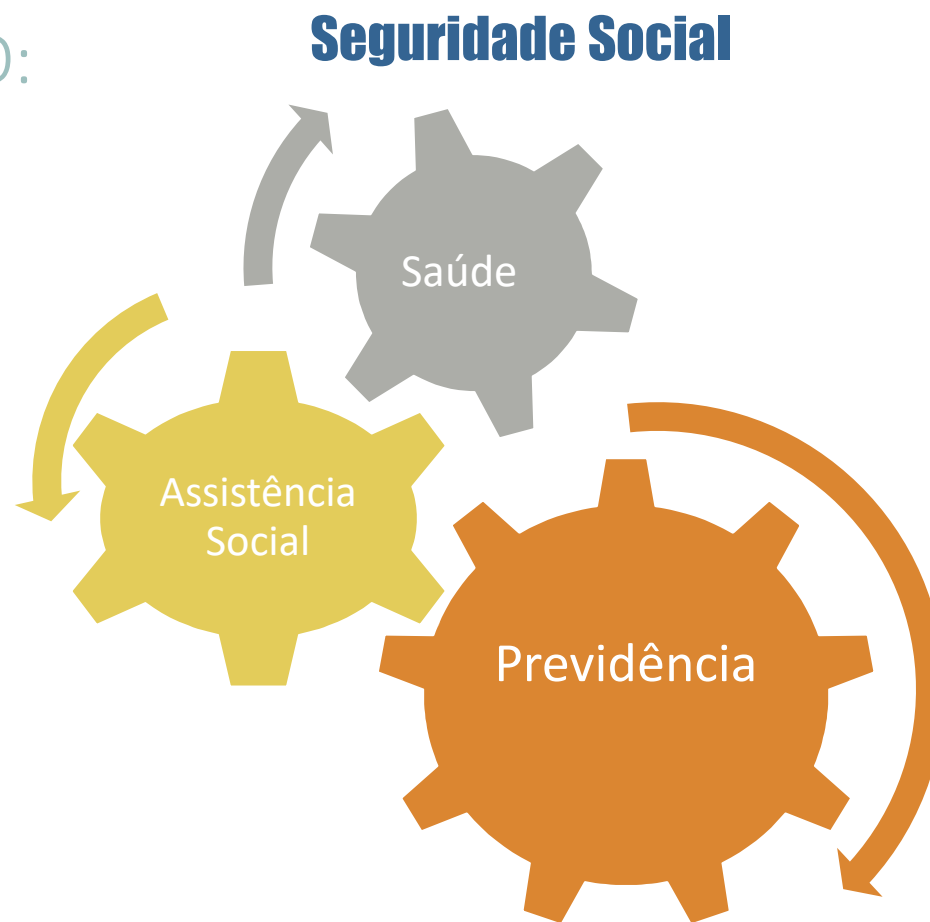 Seguridade Social
Saúde
Assistência
Social
Previdência